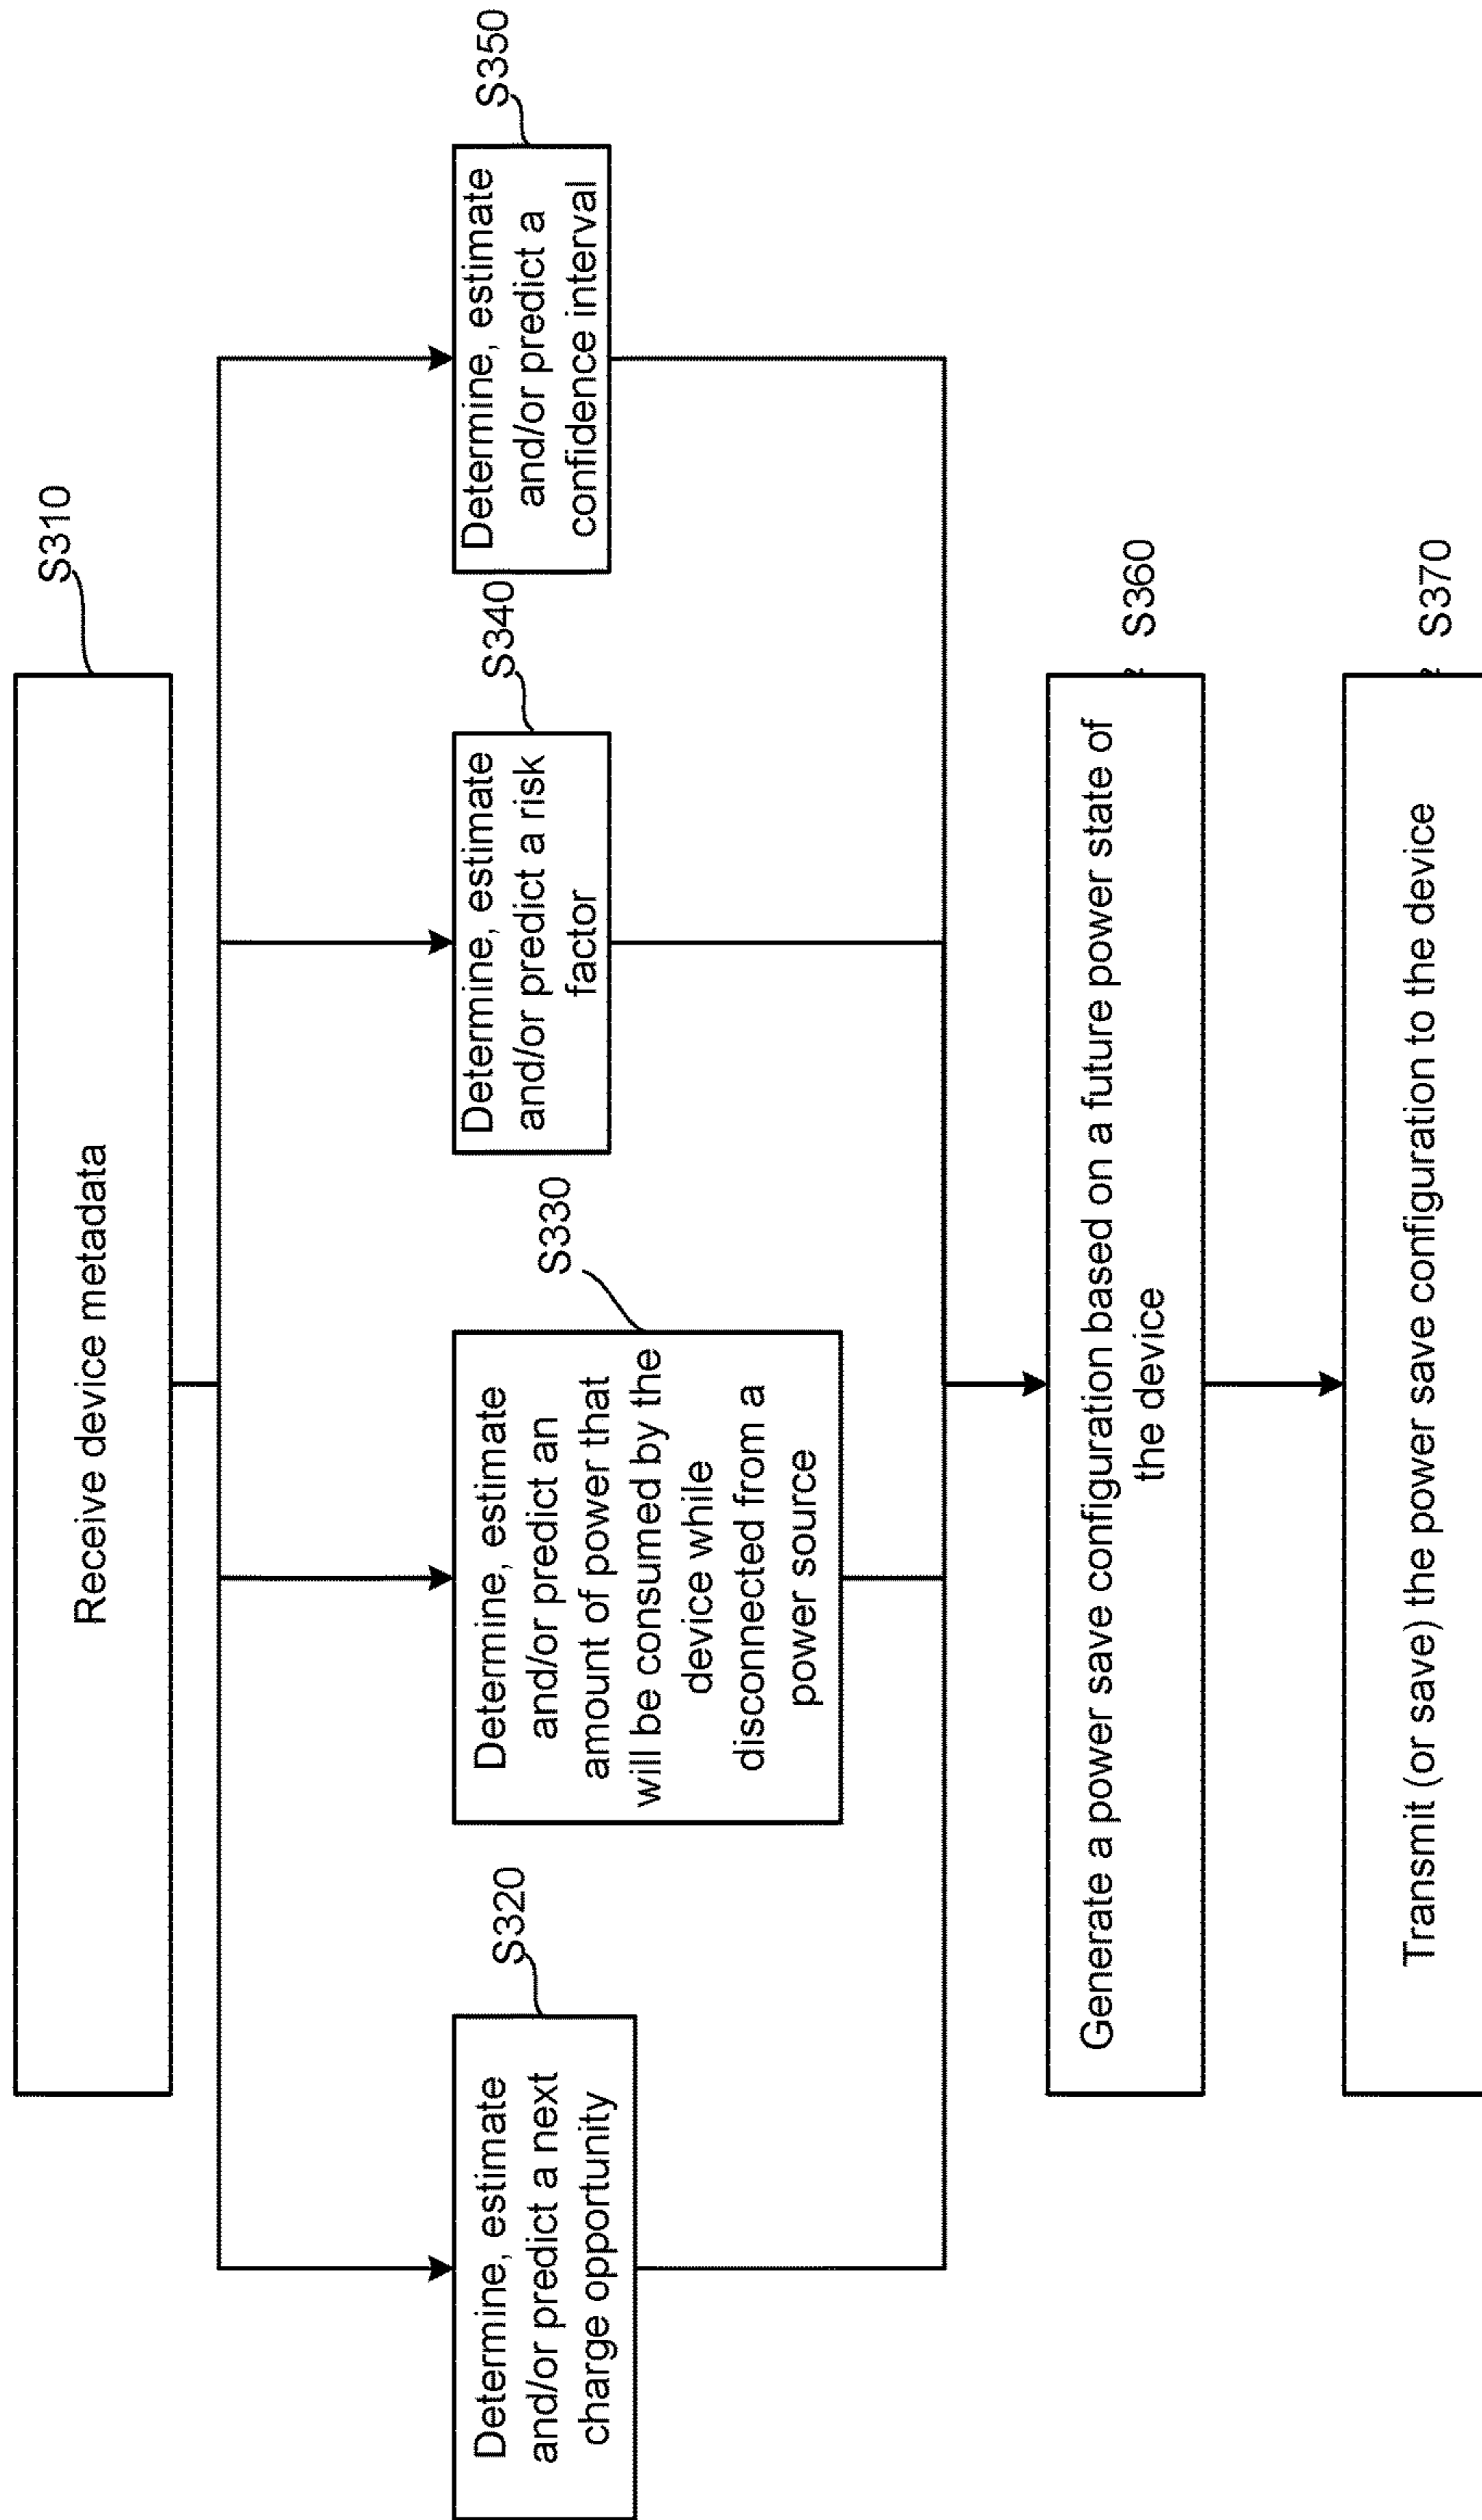 Receive device metadata
S310
Determine, estimate
and/or predict a next
charge opportunity
S320
Determine, estimate
and/or predict an
amount of power that
will be consumed by the
device while
disconnected from a
power source
S330
Determine, estimate
and/or predict a risk
factor
S340
Determine, estimate
and/or predict a
confidence interval
S350
Generate a power save configuration based on a future power state of
the device
S360
Transmit (or save) the power save configuration to the device
S370